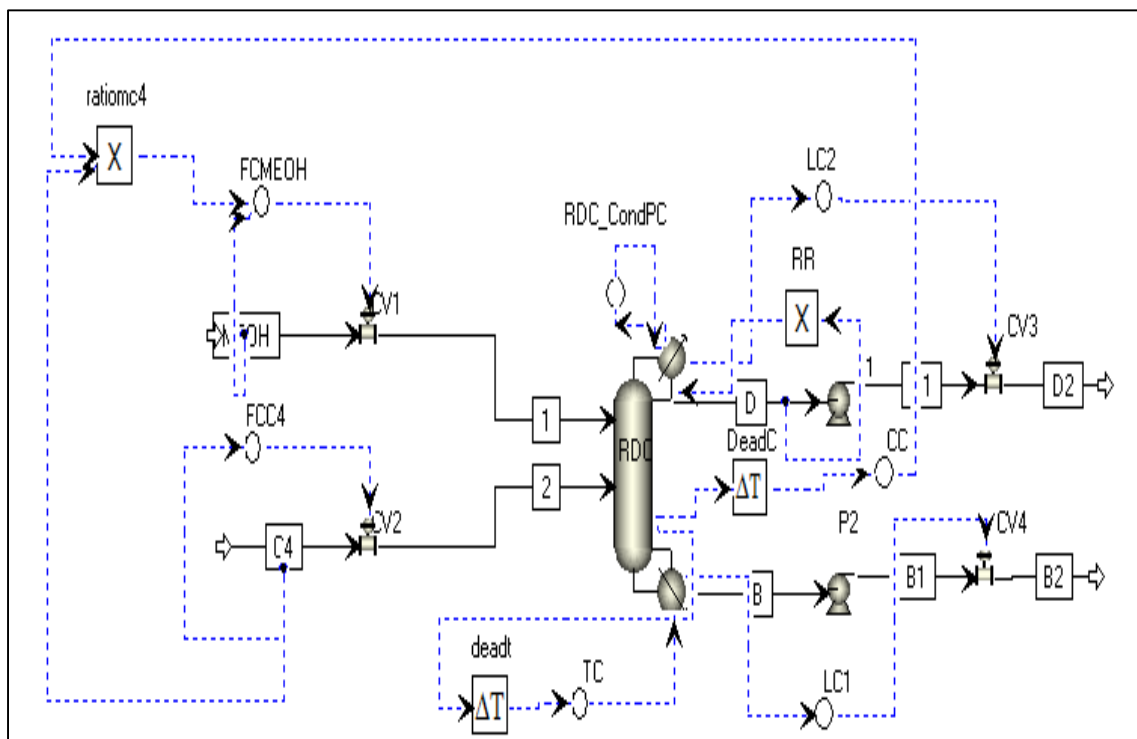 ratiomc4
X
FCMEOH
LC2
RDC_CondPC
RR
X
CV1
CV3
MEOH
1
1
D2
D
1
FCC4
RDC
DeadC
CC
ΔT
2
P2
CV4
CV2
C4
B
B1
B2
deadt
TC
LC1
ΔT